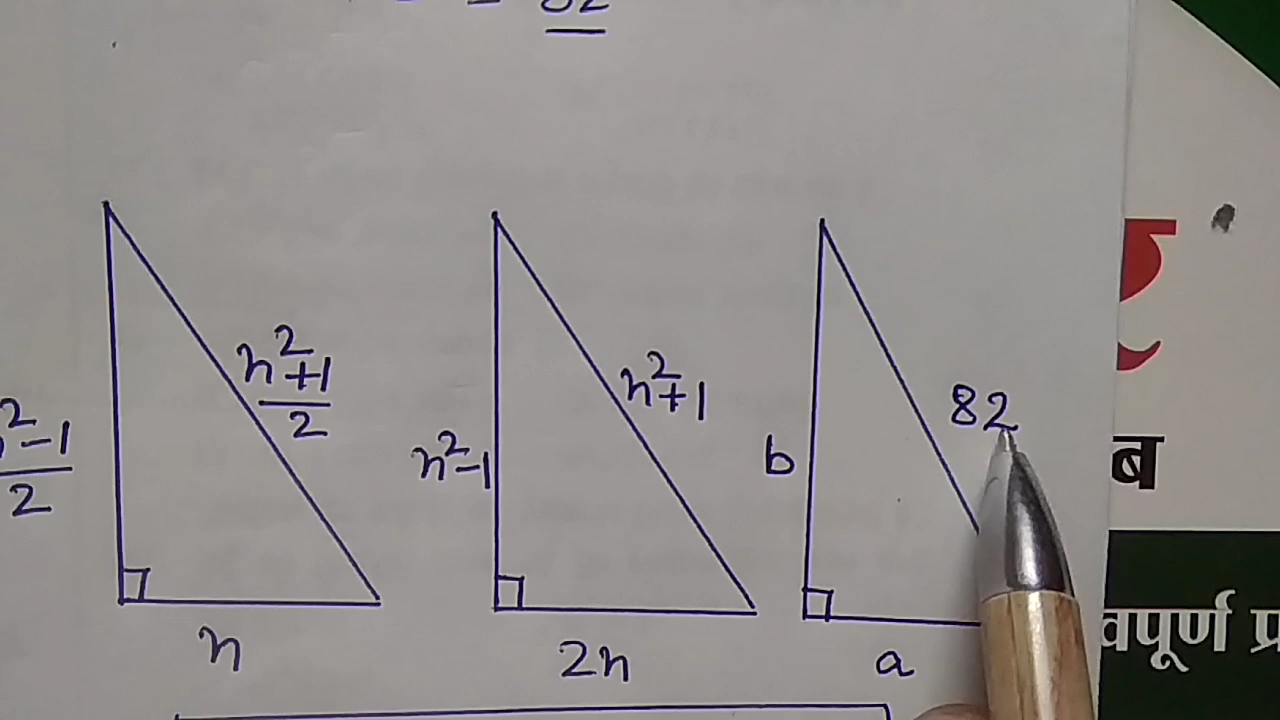 = 82
n²-1/2
n²+1/2
n
n²-1
n²+1
2n
b
82
a
ब
वपूर्ण प्र